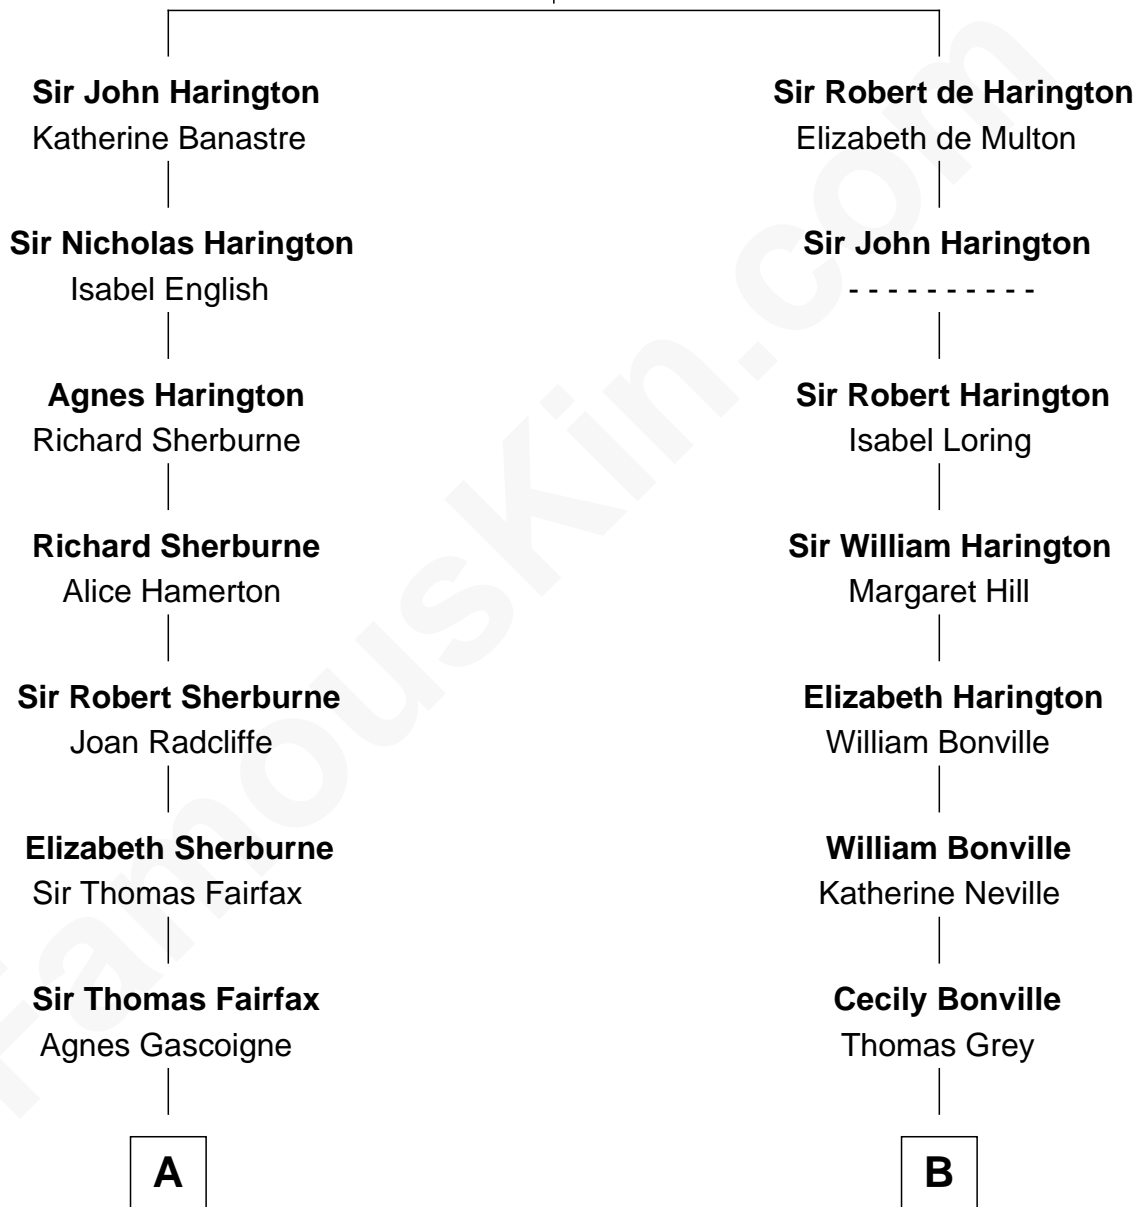 Sir John Harington
Katherine Banastre
Sir Nicholas Harington
Isabel English
Agnes Harington
Richard Sherburne
Richard Sherburne
Alice Hamerton
Sir Robert Sherburne
Joan Radcliffe
Elizabeth Sherburne
Sir Thomas Fairfax
Sir Thomas Fairfax
Agnes Gascoigne
A
Sir Robert de Harington
Elizabeth de Multon
Sir John Harington
- - - - - - - - - -
Sir Robert Harington
Isabel Loring
Sir William Harington
Margaret Hill
Elizabeth Harington
William Bonville
William Bonville
Katherine Neville
Cecily Bonville
Thomas Grey
B
FamousKin.com